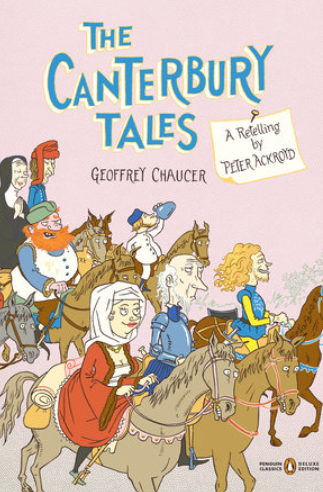 THE
CANTERBURY
TALES
GEOFFREY CHAUCER
A Retelling
by
PETER ACKROYD
PENGUIN DELUXE
CLASSICS EDITION